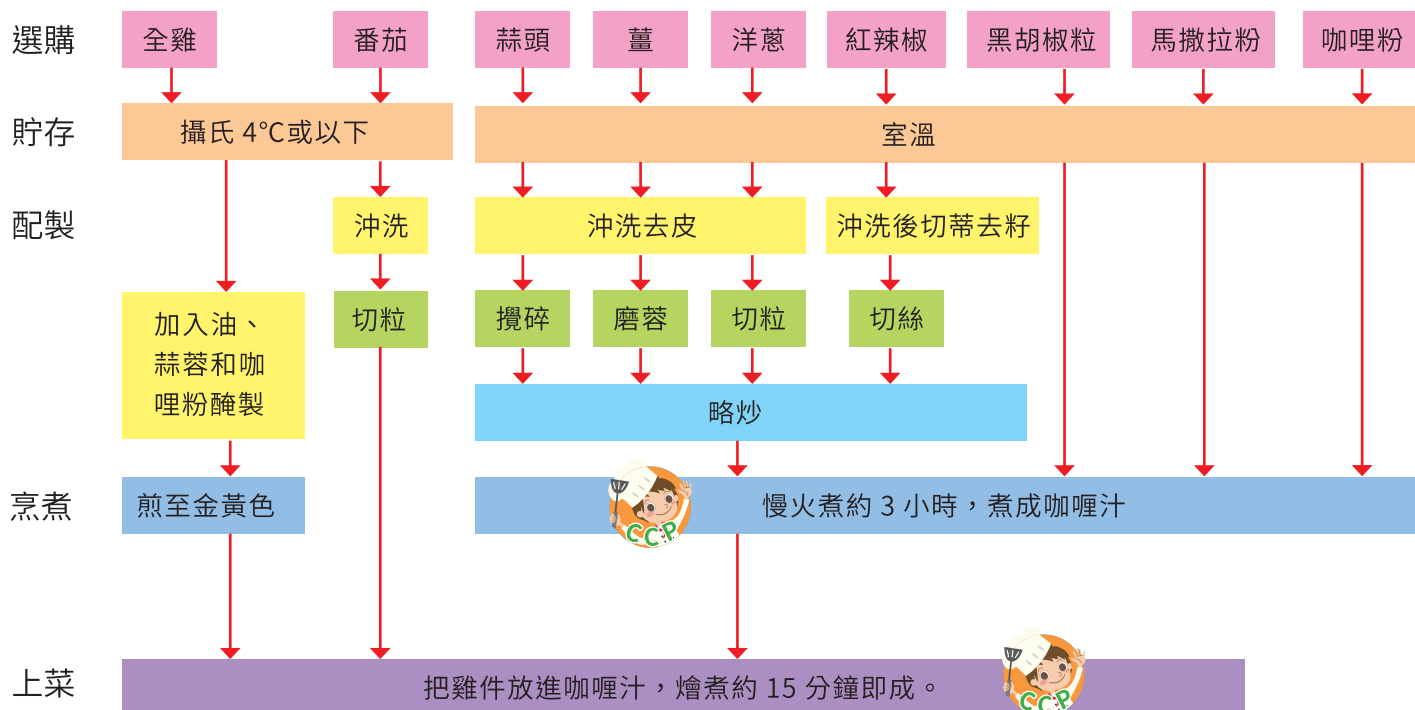 選購 全雞 番茄 蒜頭 薑 洋蔥 紅辣椒 黑胡椒粒 馬撒拉粉 咖哩粉
貯存 攝氏 4℃或以下 室溫
配製 沖洗 沖洗去皮 沖洗後切蒂去籽
加入油、
蒜蓉和咖
哩粉醃製
切粒 攪碎 磨蓉 切粒 切絲
略炒
烹煮 煎至金黃色 慢火煮約 3 小時，煮成咖喱汁
CCP
上菜 把雞件放進咖喱汁，燴煮約 15 分鐘即成。
CCP